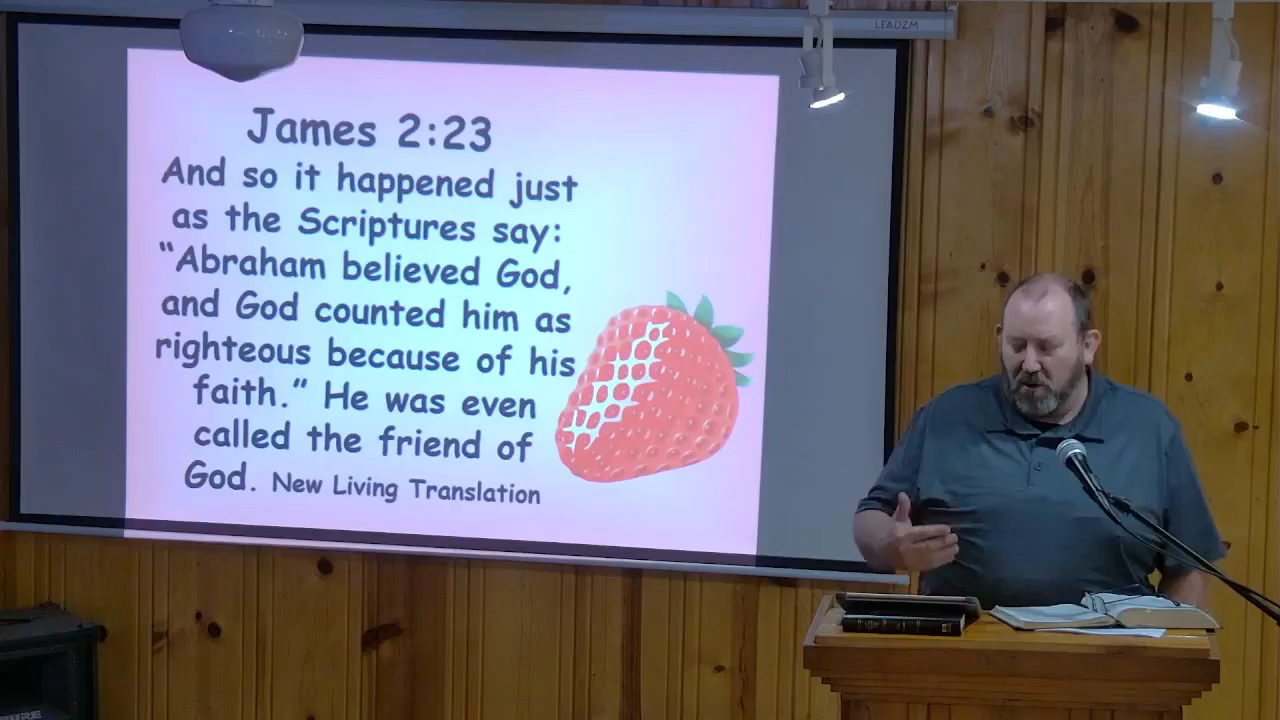 LEADZM
James 2:23
And so it happened just
as the Scriptures say:
“Abraham believed God,
and God counted him as
righteous because of his
faith.” He was even
called the friend of
God. New Living Translation